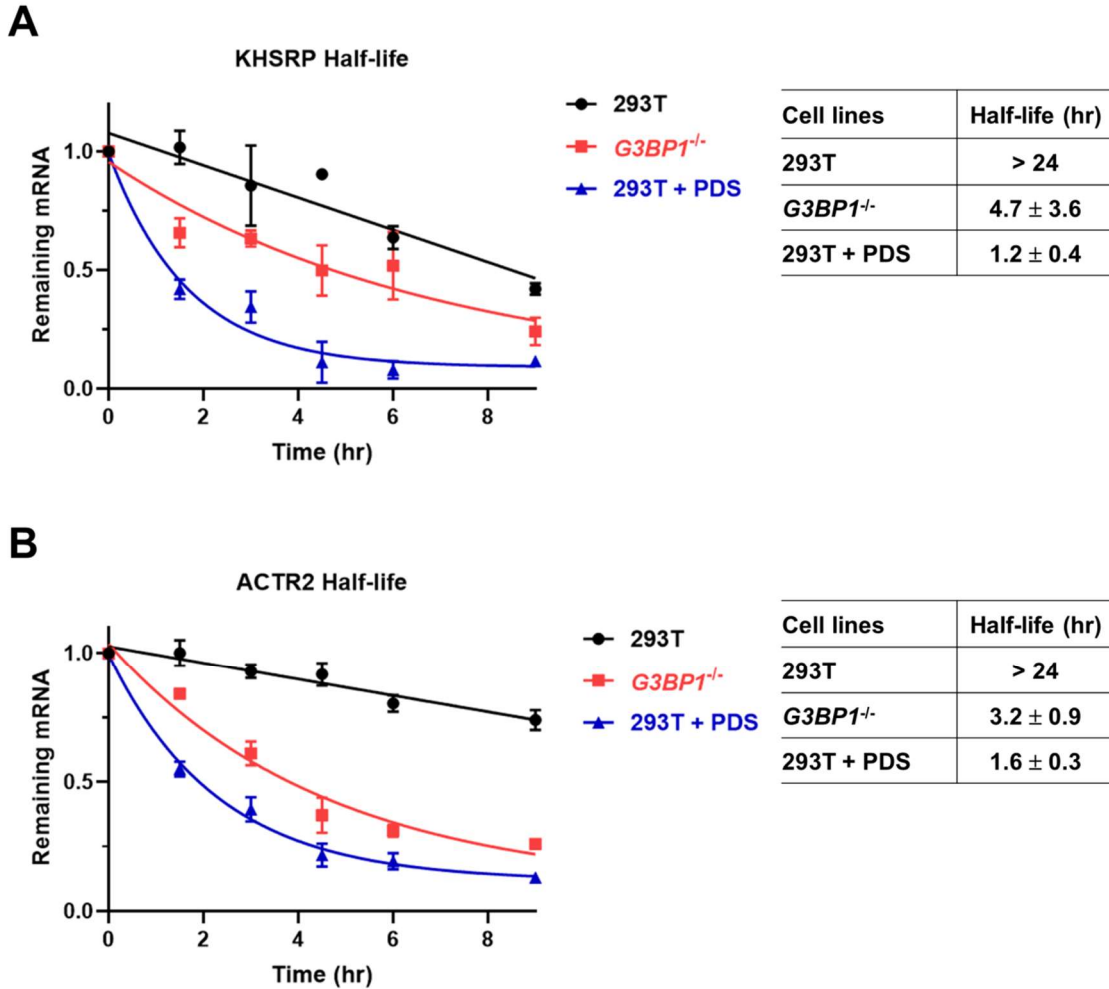 A
KHSRP Half-life
Remaining mRNA
1.0
0.5
0.0
0 2 4 6 8
Time (hr)
293T
G3BP1-/-
293T + PDS
Cell lines Half-life (hr)
293T > 24
G3BP1-/- 4.7 ± 3.6
293T + PDS 1.2 ± 0.4
B
ACTR2 Half-life
Remaining mRNA
1.0
0.5
0.0
0 2 4 6 8
Time (hr)
293T
G3BP1-/-
293T + PDS
Cell lines Half-life (hr)
293T > 24
G3BP1-/- 3.2 ± 0.9
293T + PDS 1.6 ± 0.3